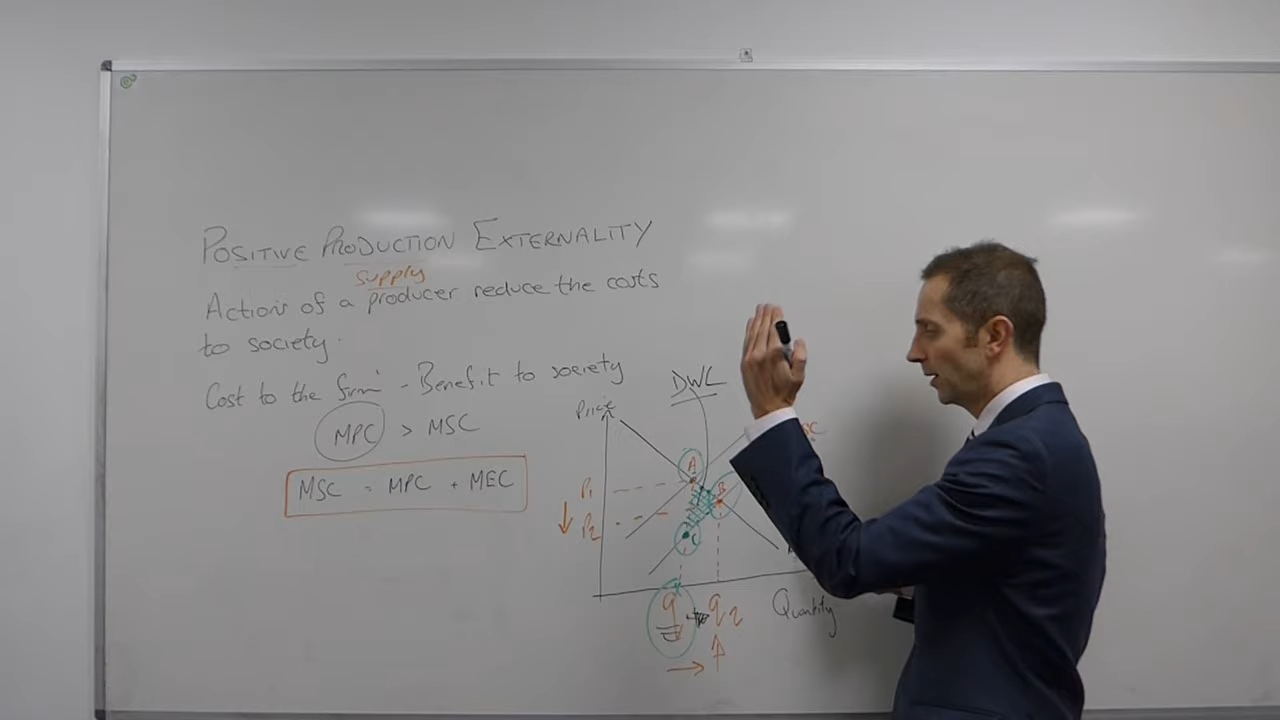 POSITIVE PRODUCTION EXTERNALITY
supply
Actions of a producer reduce the costs
to society.
Cost to the firm - Benefit to society
MPC > MSC
MSC = MPC + MEC
DWL
Price
A
P1
B
P2
C
q q2
Quantity